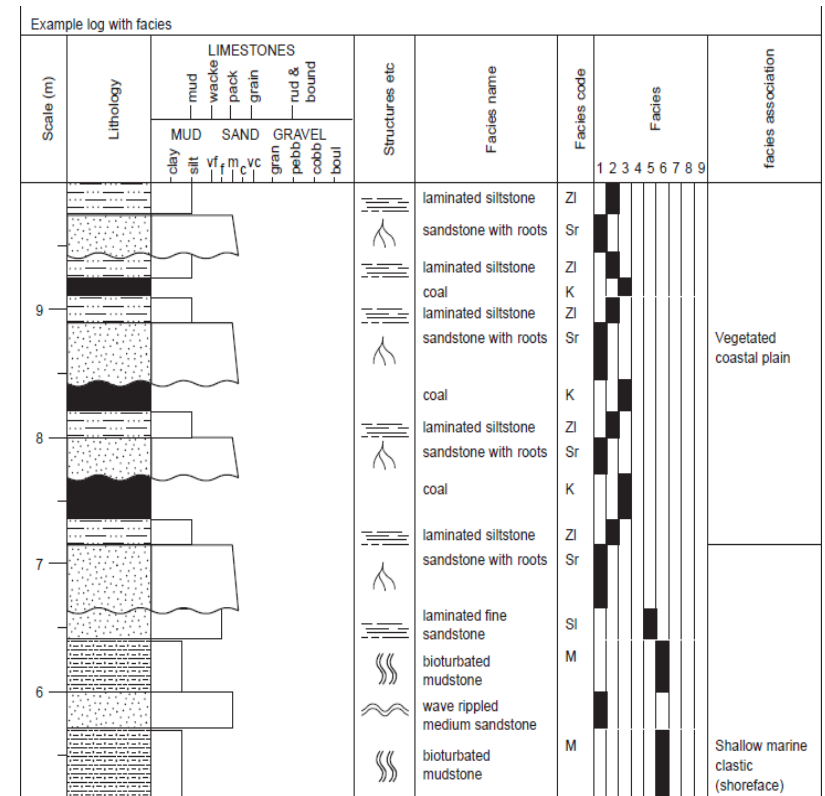 Example log with facies
Scale (m)
Lithology
LIMESTONES
mud
wacke
pack
grain
rud &
bound
MUD SAND GRAVEL
clay
silt
vf
f
m
c
vc
gran
pebb
cobb
boul
Structures etc
Facies name
Facies code
Facies
1 2 3 4 5 6 7 8 9
facies association
laminated siltstone Zl
sandstone with roots Sr
laminated siltstone Zl
coal K
9
laminated siltstone Zl
sandstone with roots Sr
Vegetated
coastal plain
coal K
laminated siltstone Zl
8
sandstone with roots Sr
coal K
laminated siltstone Zl
7
sandstone with roots Sr
laminated fine
sandstone Sl
bioturbated M
mudstone
6
wave rippled
medium sandstone
bioturbated M
mudstone
Shallow marine
clastic
(shoreface)